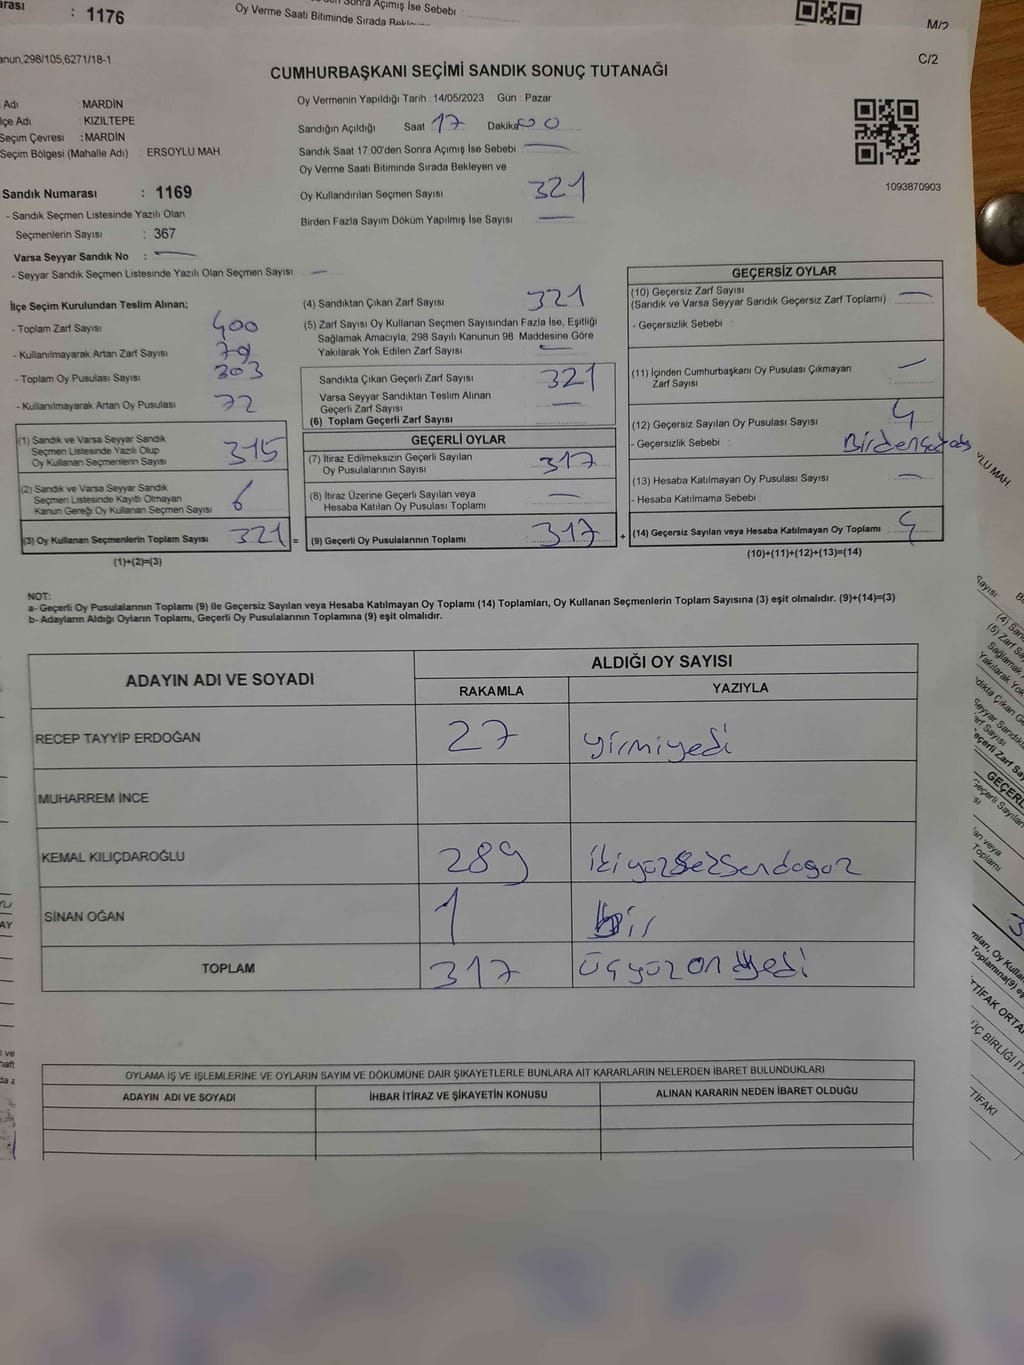 : 1176
Oy Verme Saati Bitiminde Sırada
M/2
298/105,6271/18-1
C/2
CUMHURBAŞKANI SEÇİMİ SANDIK SONUÇ TUTANAĞI
Adı : MARDİN
İlçe Adı : KIZILTEPE
Seçim Çevresi : MARDİN
Seçim Bölgesi (Mahalle Adı) : ERSOYLU MAH.
Oy Vermenin Yapıldığı Tarih : 14/05/2023 Gün : Pazar
Sandığın Açıldığı Saat 17 Dakika 00
Sandık Saat 17:00'den Sonra Açımış İse Sebebi —
Oy Verme Saati Bitiminde Sırada Bekleyen ve
Oy Kullandırılan Seçmen Sayısı 321
Birden Fazla Sayım Döküm Yapılmış İse Sayısı —
1093870903
Sandık Numarası : 1169
- Sandık Seçmen Listesinde Yazılı Olan
Seçmenlerin Sayısı : 367
Varsa Seyyar Sandık No : —
- Seyyar Sandık Seçmen Listesinde Yazılı Olan Seçmen Sayısı : —
İlçe Seçim Kurulundan Teslim Alınan;
- Toplam Zarf Sayısı 400
- Kullanılmayarak Artan Zarf Sayısı 79
- Toplam Oy Pusulası Sayısı
- Kullanılmayarak Artan Oy Pusulası 72
(1) Sandık ve Varsa Seyyar Sandık
Seçmen Listesinde Yazılı Olup
Oy Kullanan Seçmenlerin Sayısı 315
(2) Sandık ve Varsa Seyyar Sandık
Seçmen Listesinde Kayıtlı Olmayan
Kanun Gereği Oy Kullanan Seçmen Sayısı 6
(3) Oy Kullanan Seçmenlerin Toplam Sayısı 321 =
(1)+(2)=(3)
(4) Sandıktan Çıkan Zarf Sayısı 321
(5) Zarf Sayısı Oy Kullanan Seçmen Sayısından Fazla İse, Eşitliği
Sağlamak Amacıyla, 298 Sayılı Kanunun 98. Maddesine Göre
Yakılarak Yok Edilen Zarf Sayısı —
Sandıkta Çıkan Geçerli Zarf Sayısı 321
Varsa Seyyar Sandıktan Teslim Alınan
Geçerli Zarf Sayısı —
(6) Toplam Geçerli Zarf Sayısı
GEÇERLİ OYLAR
(7) İtiraz Edilmeksizin Geçerli Sayılan
Oy Pusulalarının Sayısı 317
(8) İtiraz Üzerine Geçerli Sayılan veya
Hesaba Katılan Oy Pusulası Toplamı —
(9) Geçerli Oy Pusulalarının Toplamı 317 +
GEÇERSİZ OYLAR
(10) Geçersiz Zarf Sayısı
(Sandık ve Varsa Seyyar Sandık Geçersiz Zarf Toplamı) : —
- Geçersizlik Sebebi :
(11) İçinden Cumhurbaşkanı Oy Pusulası Çıkmayan
Zarf Sayısı : —
(12) Geçersiz Sayılan Oy Pusulası Sayısı : 4
- Geçersizlik Sebebi :
(13) Hesaba Katılmayan Oy Pusulası Sayısı : —
- Hesaba Katılmama Sebebi :
(14) Geçersiz Sayılan veya Hesaba Katılmayan Oy Toplamı : 4
(10)+(11)+(12)+(13)=(14)
NOT:
a- Geçerli Oy Pusulalarının Toplamı (9) ile Geçersiz Sayılan veya Hesaba Katılmayan Oy Toplamı (14) Toplamları, Oy Kullanan Seçmenlerin Toplam Sayısına (3) eşit olmalıdır. (9)+(14)=(3)
b- Adayların Aldığı Oyların Toplamı, Geçerli Oy Pusulalarının Toplamına (9) eşit olmalıdır.
ADAYIN ADI VE SOYADI ALDIĞI OY SAYISI
RAKAMLA YAZIYLA
RECEP TAYYİP ERDOĞAN 27 yirmiyedi
MUHARREM İNCE
KEMAL KILIÇDAROĞLU 289
SİNAN OĞAN 1 bir
TOPLAM 317 üçyüz on yedi
OYLAMA İŞ VE İŞLEMLERİNE VE OYLARIN SAYIM VE DÖKÜMÜNE DAİR ŞİKAYETLERLE BUNLARA AİT KARARLARIN NELERDEN İBARET BULUNDUKLARI
ADAYIN ADI VE SOYADI İHBAR İTİRAZ VE ŞİKAYETİN KONUSU ALINAN KARARIN NEDEN İBARET OLDUĞU